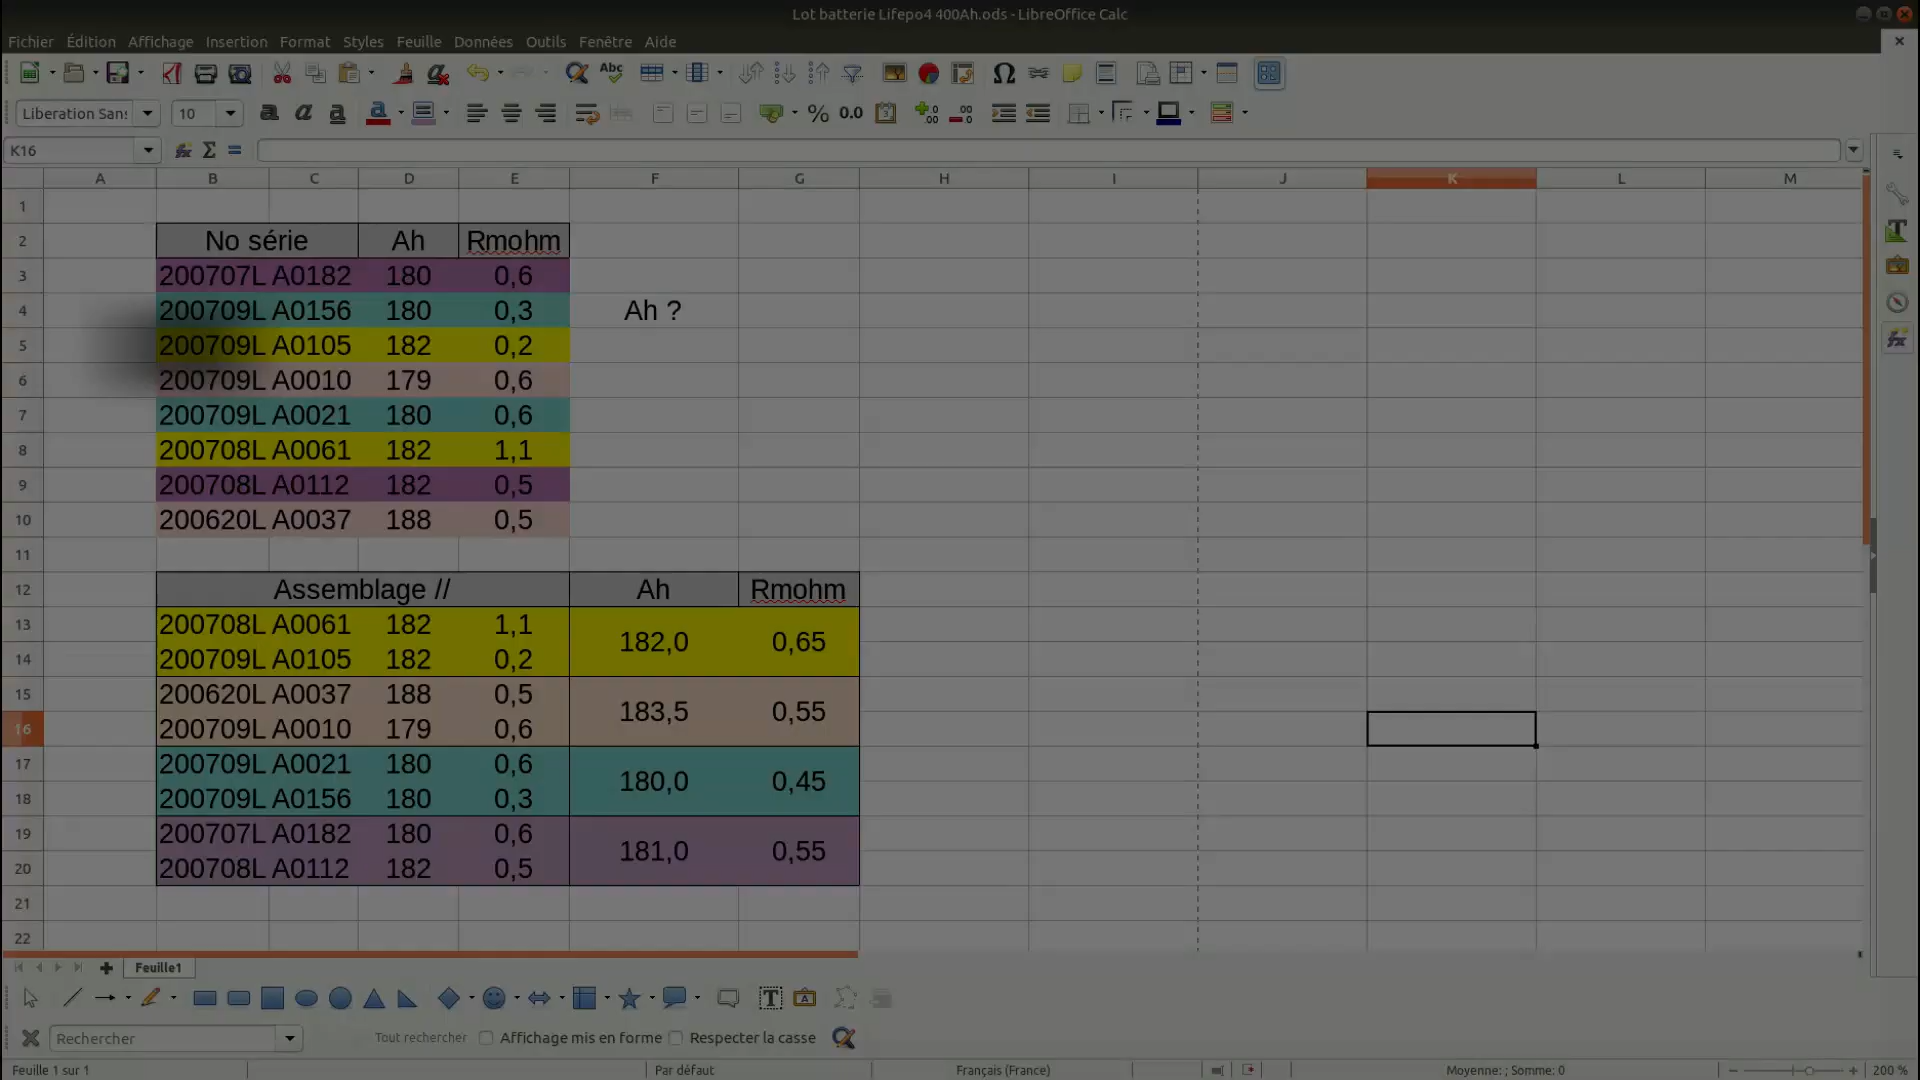 Lot batterie Lifepo4 400Ah.ods - LibreOffice Calc
Fichier Édition Affichage Insertion Format Styles Feuille Données Outils Fenêtre Aide
Abc
Liberation Sans 10 a a a a % 0.0
K16
A B C D E F G H I J K L M
1
2 No série Ah Rmohm
3 200707L A0182 180 0,6
4 200709L A0156 180 0,3 Ah ?
5 200709L A0105 182 0,2
6 200709L A0010 179 0,6
7 200709L A0021 180 0,6
8 200708L A0061 182 1,1
9 200708L A0112 182 0,5
10 200620L A0037 188 0,5
11
12 Assemblage // Ah Rmohm
13 200708L A0061 182 1,1 182,0 0,65
14 200709L A0105 182 0,2
15 200620L A0037 188 0,5 183,5 0,55
16 200709L A0010 179 0,6
17 200709L A0021 180 0,6 180,0 0,45
18 200709L A0156 180 0,3
19 200707L A0182 180 0,6 181,0 0,55
20 200708L A0112 182 0,5
21
22
Feuille1
Rechercher Tout rechercher Affichage mis en forme Respecter la casse
Feuille 1 sur 1 Par défaut Français (France) Moyenne: ; Somme: 0 200 %